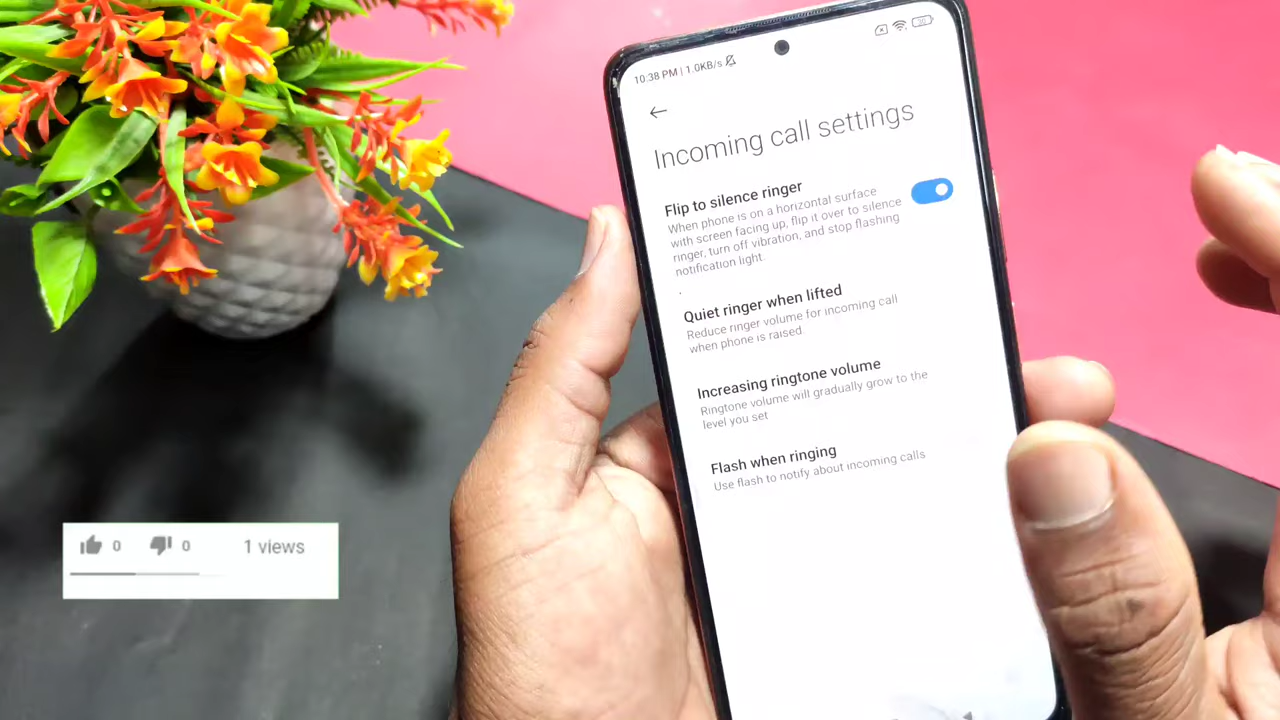 10:38 PM | 1.0KB/s
Incoming call settings
Flip to silence ringer
When phone is on a horizontal surface
with screen facing up, flip it over to silence
ringer, turn off vibration, and stop flashing
notification light.
.
Quiet ringer when lifted
Reduce ringer volume for incoming call
when phone is raised
Increasing ringtone volume
Ringtone volume will gradually grow to the
level you set
Flash when ringing
Use flash to notify about incoming calls
0 0 1 views